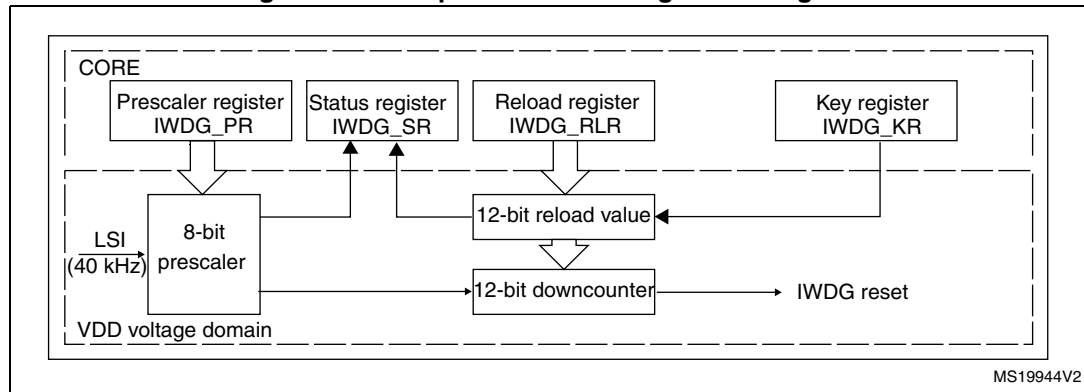 CORE
Prescaler register
IWDG_PR
Status register
IWDG_SR
Reload register
IWDG_RLR
Key register
IWDG_KR
LSI
(40 kHz)
8-bit
prescaler
12-bit reload value
12-bit downcounter
IWDG reset
VDD voltage domain
MS19944V2